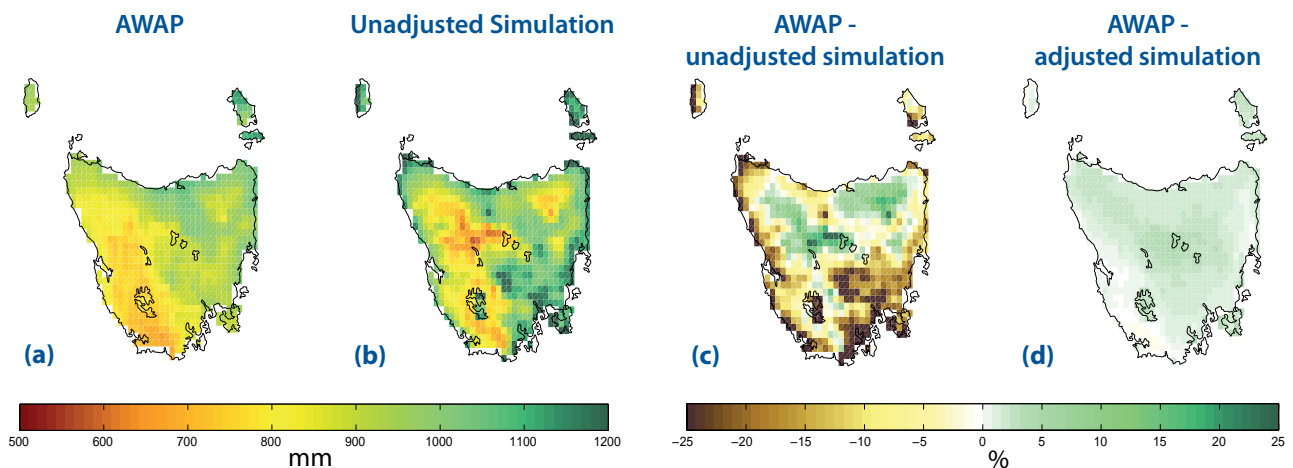 AWAP
Unadjusted Simulation
AWAP -
unadjusted simulation
AWAP -
adjusted simulation
(a)
(b)
(c)
(d)
500 600 700 800 900 1000 1100 1200
mm
−25 −20 −15 −10 −5 0 5 10 15 20 25
%